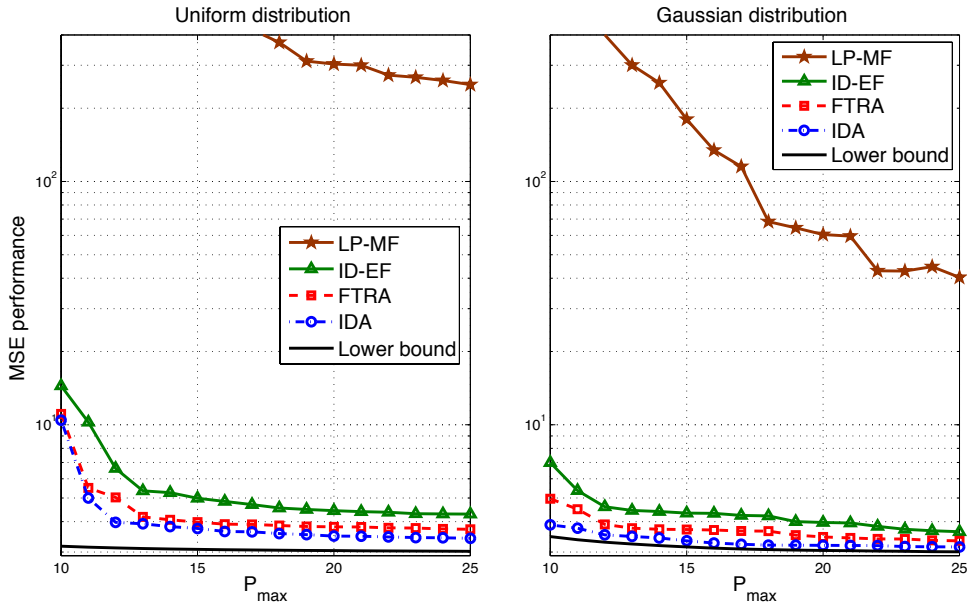 Uniform distribution
MSE performance
10^2
10^1
10 15 20 25
P_max
LP-MF
ID-EF
FTRA
IDA
Lower bound
Gaussian distribution
10^2
10^1
10 15 20 25
P_max
LP-MF
ID-EF
FTRA
IDA
Lower bound